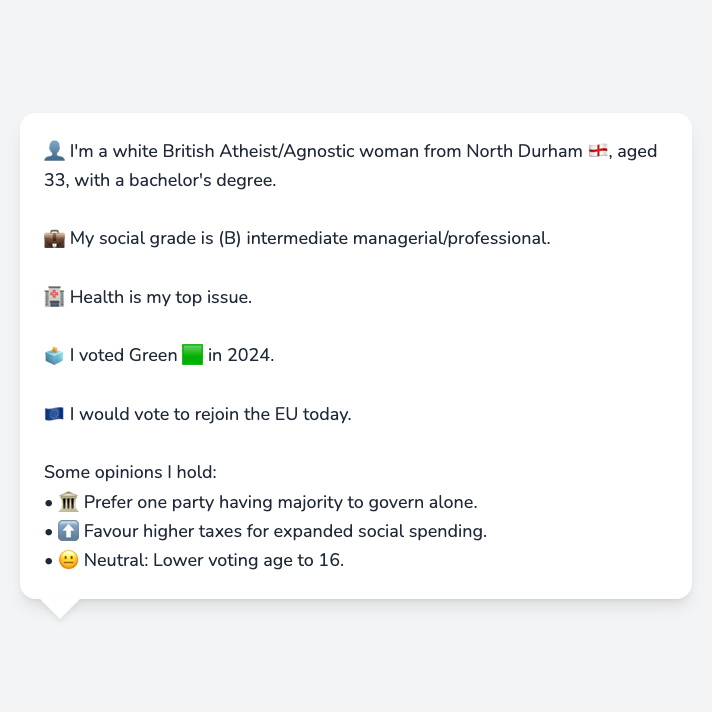 👤 I'm a white British Atheist/Agnostic woman from North Durham 🏴󠁧󠁢󠁥󠁮󠁧󠁿, aged
33, with a bachelor's degree.
💼 My social grade is (B) intermediate managerial/professional.
🏥 Health is my top issue.
🗳️ I voted Green 🟩 in 2024.
🇪🇺 I would vote to rejoin the EU today.
Some opinions I hold:
• 🏛️ Prefer one party having majority to govern alone.
• ⬆️ Favour higher taxes for expanded social spending.
• 😐 Neutral: Lower voting age to 16.